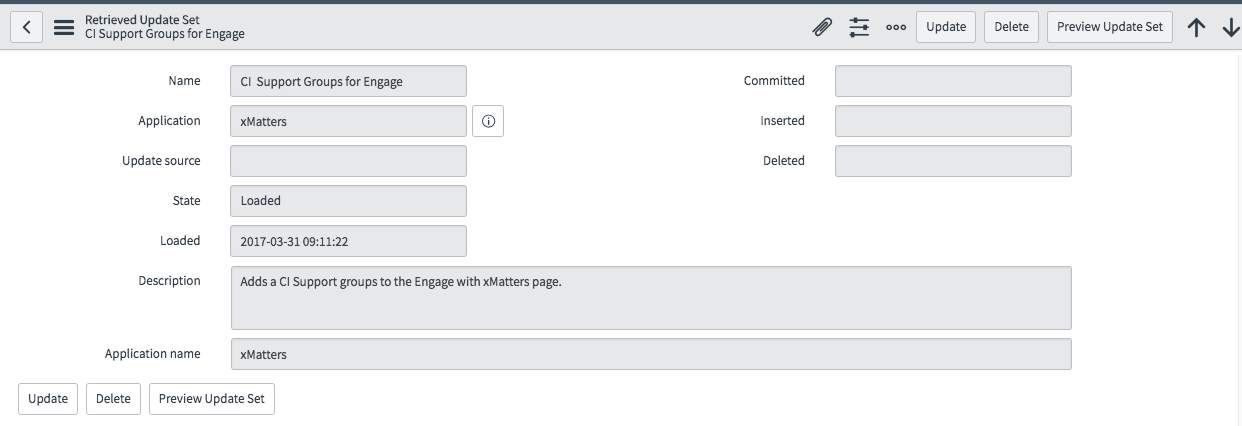 Retrieved Update Set
CI Support Groups for Engage
Update
Delete
Preview Update Set
Name
CI  Support Groups for Engage
Committed
Application
xMatters
Inserted
Update source
Deleted
State
Loaded
Loaded
2017-03-31 09:11:22
Description
Adds a CI Support groups to the Engage with xMatters page.
Application name
xMatters
Update
Delete
Preview Update Set